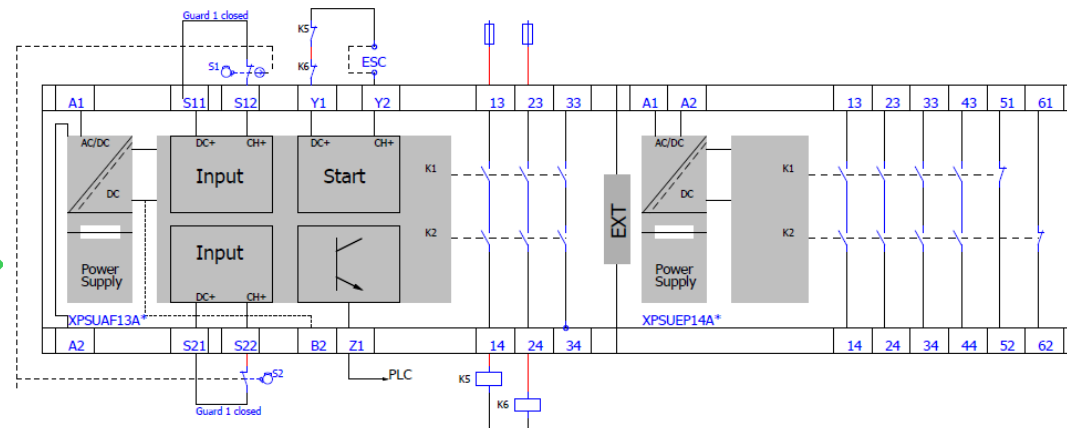 Guard 1 closed
K5
S1
K6
ESC
A1 S11 S12 Y1 Y2 13 23 33 A1 A2 13 23 33 43 51 61
AC/DC DC+ CH+ DC+ CH+ AC/DC
Input Start K1 K1
DC DC
EXT
Input K2 K2
Power Supply Power Supply
DC+ CH+
XPSUAF13A* XPSUEP14A*
A2 S21 S22 B2 Z1 14 24 34 14 24 34 44 52 62
S2 PLC K5
Guard 1 closed K6